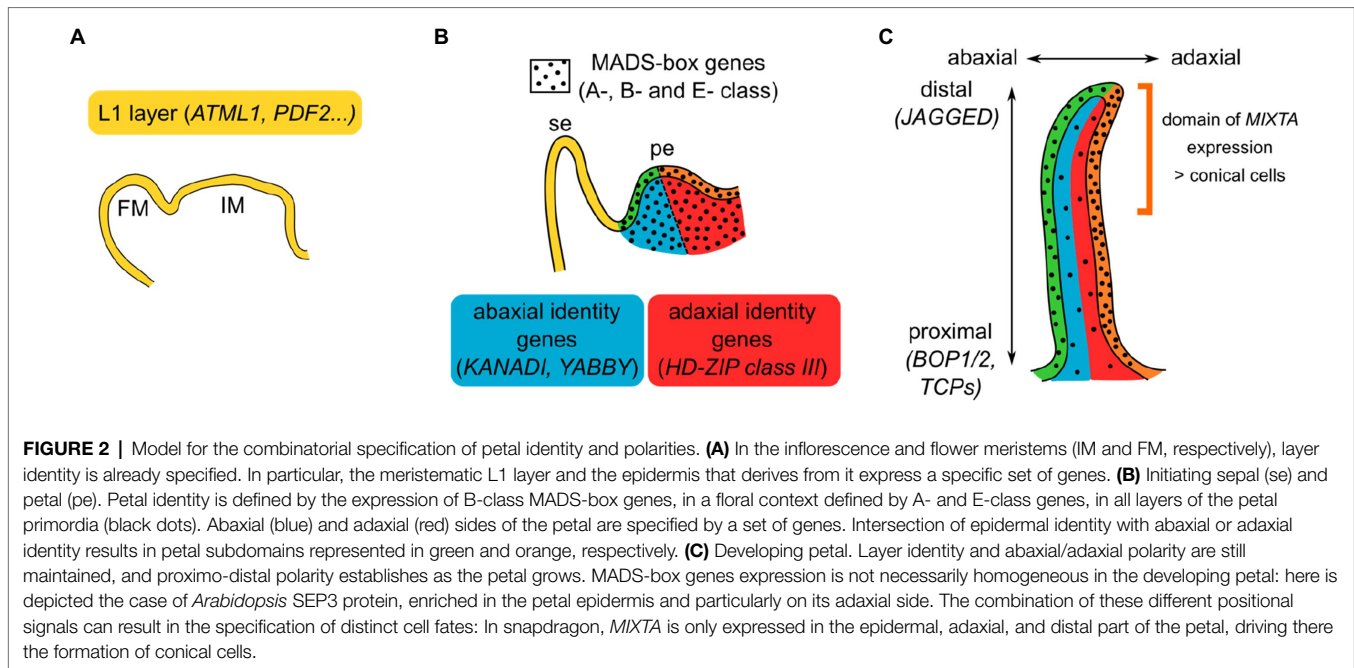 A
L1 layer (ATML1, PDF2...)
FM
IM
B
MADS-box genes
(A-, B- and E- class)
se
pe
abaxial identity
genes
(KANADI, YABBY)
adaxial identity
genes
(HD-ZIP class III)
C
abaxial
adaxial
distal
(JAGGED)
domain of MIXTA
expression
> conical cells
proximal
(BOP1/2,
TCPs)
FIGURE 2 | Model for the combinatorial specification of petal identity and polarities. (A) In the inflorescence and flower meristems (IM and FM, respectively), layer
identity is already specified. In particular, the meristematic L1 layer and the epidermis that derives from it express a specific set of genes. (B) Initiating sepal (se) and
petal (pe). Petal identity is defined by the expression of B-class MADS-box genes, in a floral context defined by A- and E-class genes, in all layers of the petal
primordia (black dots). Abaxial (blue) and adaxial (red) sides of the petal are specified by a set of genes. Intersection of epidermal identity with abaxial or adaxial
identity results in petal subdomains represented in green and orange, respectively. (C) Developing petal. Layer identity and abaxial/adaxial polarity are still
maintained, and proximo-distal polarity establishes as the petal grows. MADS-box genes expression is not necessarily homogeneous in the developing petal: here is
depicted the case of Arabidopsis SEP3 protein, enriched in the petal epidermis and particularly on its adaxial side. The combination of these different positional
signals can result in the specification of distinct cell fates: In snapdragon, MIXTA is only expressed in the epidermal, adaxial, and distal part of the petal, driving there
the formation of conical cells.